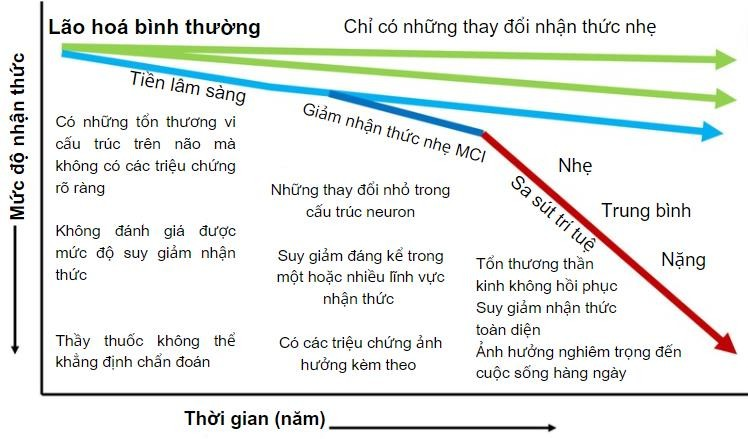 Lão hoá bình thường
Chỉ có những thay đổi nhận thức nhẹ
Mức độ nhận thức
Tiền lâm sàng
Có những tổn thương vi
cấu trúc trên não mà
không có các triệu chứng
rõ ràng
Không đánh giá được
mức độ suy giảm nhận
thức
Thầy thuốc không thể
khẳng định chẩn đoán
Giảm nhận thức nhẹ MCI
Những thay đổi nhỏ trong
cấu trúc neuron
Suy giảm đáng kể trong
một hoặc nhiều lĩnh vực
nhận thức
Có các triệu chứng ảnh
hưởng kèm theo
Sa sút trí tuệ
Nhẹ
Trung bình
Nặng
Tổn thương thần
kinh không hồi phục
Suy giảm nhận thức
toàn diện
Ảnh hưởng nghiêm trọng đến
cuộc sống hàng ngày
Thời gian (năm)